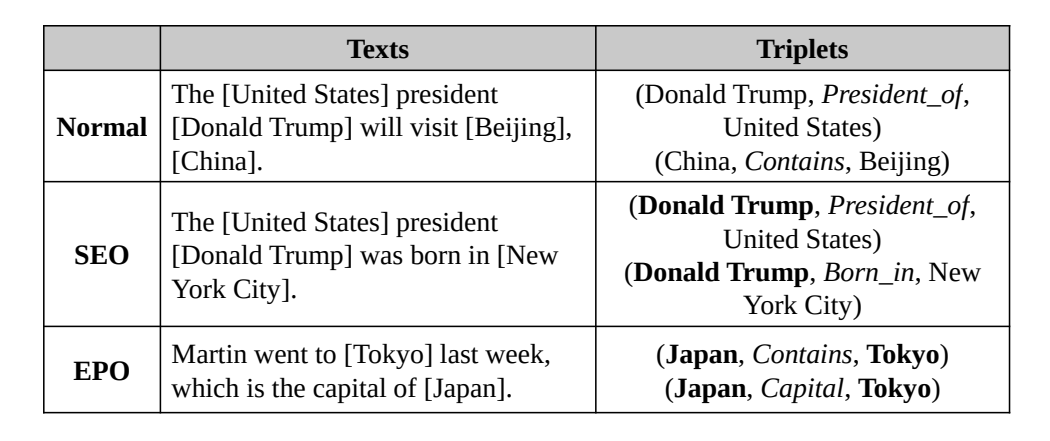 Texts Triplets
Normal
The [United States] president
[Donald Trump] will visit [Beijing],
[China].
(Donald Trump, President_of,
United States)
(China, Contains, Beijing)
SEO
The [United States] president
[Donald Trump] was born in [New
York City].
(Donald Trump, President_of,
United States)
(Donald Trump, Born_in, New
York City)
EPO
Martin went to [Tokyo] last week,
which is the capital of [Japan].
(Japan, Contains, Tokyo)
(Japan, Capital, Tokyo)